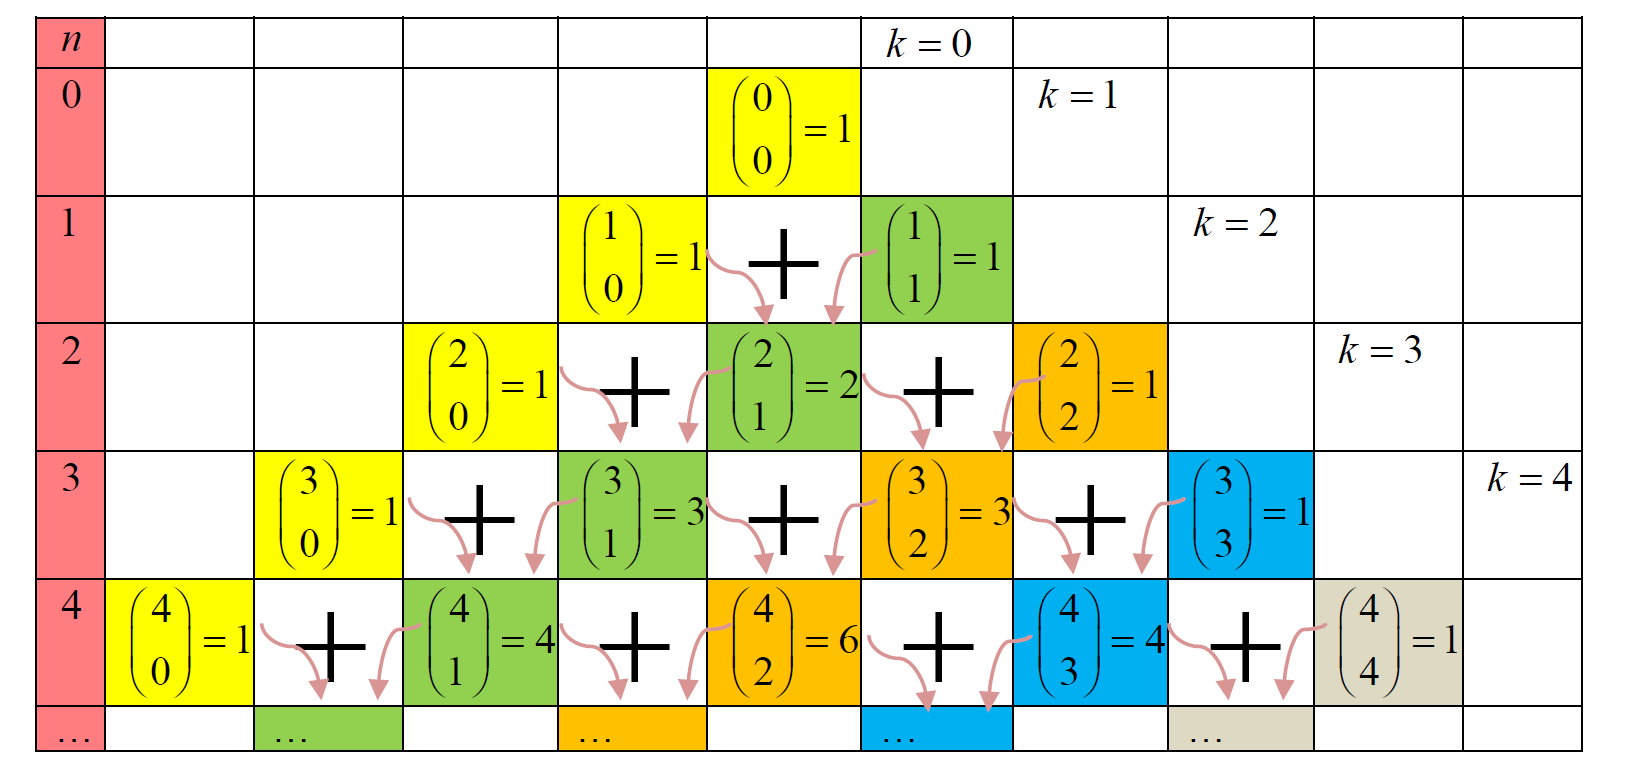 n k = 0
0 (0 0) = 1 k = 1
1 (1 0) = 1 + (1 1) = 1 k = 2
2 (2 0) = 1 + (2 1) = 2 + (2 2) = 1 k = 3
3 (3 0) = 1 + (3 1) = 3 + (3 2) = 3 + (3 3) = 1 k = 4
4 (4 0) = 1 + (4 1) = 4 + (4 2) = 6 + (4 3) = 4 + (4 4) = 1
... ... ... ... ...